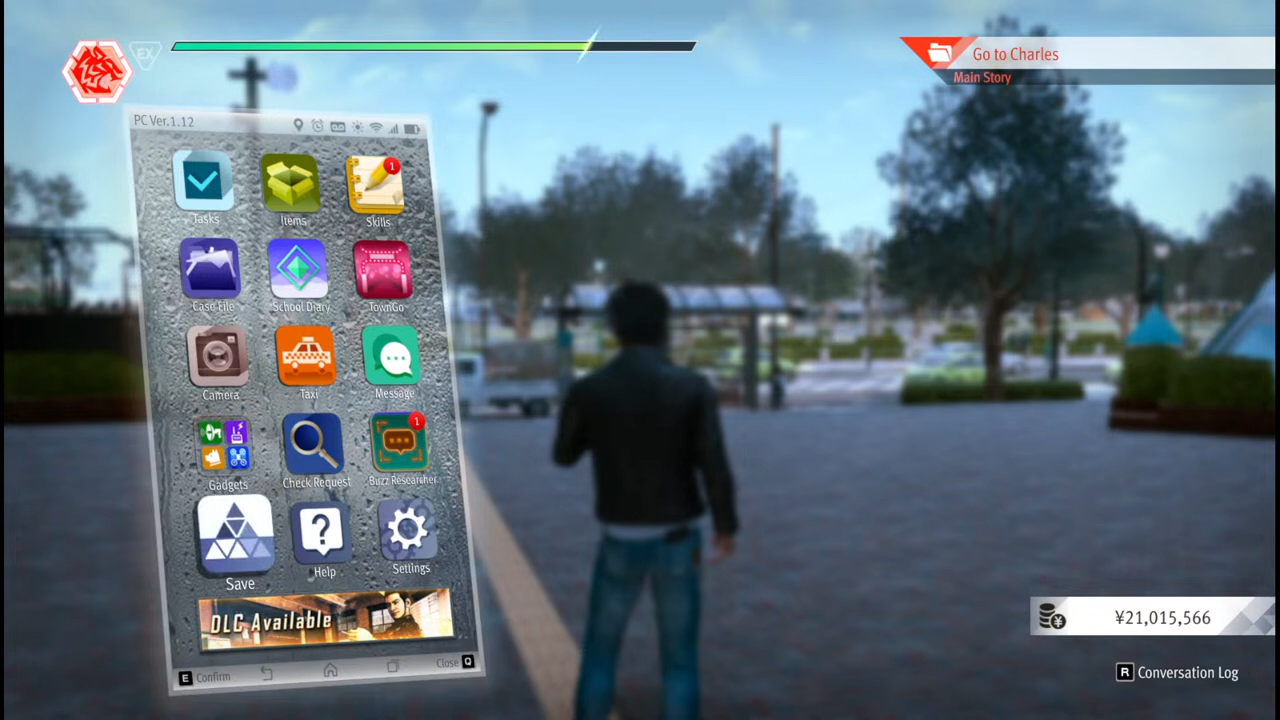 EX
Go to Charles
Main Story
PC Ver.1.12
1
Tasks
Items
Skills
Case File
School Diary
TownGo
Camera
Taxi
Message
1
Gadgets
Check Request
Buzz Researcher
Save
Help
Settings
DLC Available
E Confirm
Close Q
¥21,015,566
R Conversation Log